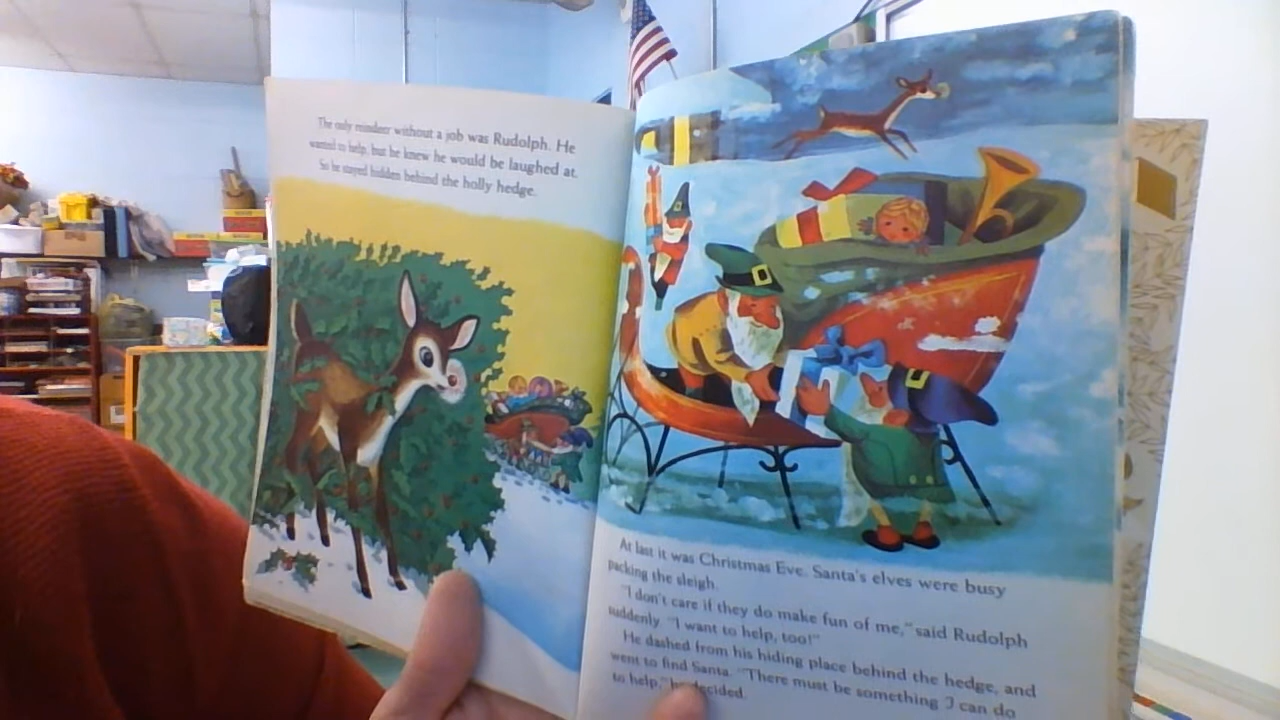 The only reindeer without a job was Rudolph. He
wanted to help, but he knew he would be laughed at.
So he stayed hidden behind the holly hedge.
At last it was Christmas Eve. Santa's elves were busy
packing the sleigh.
"I don't care if they do make fun of me," said Rudolph
suddenly. "I want to help, too!"
He dashed from his hiding place behind the hedge, and
went to find Santa. "There must be something I can do
to help," he decided.